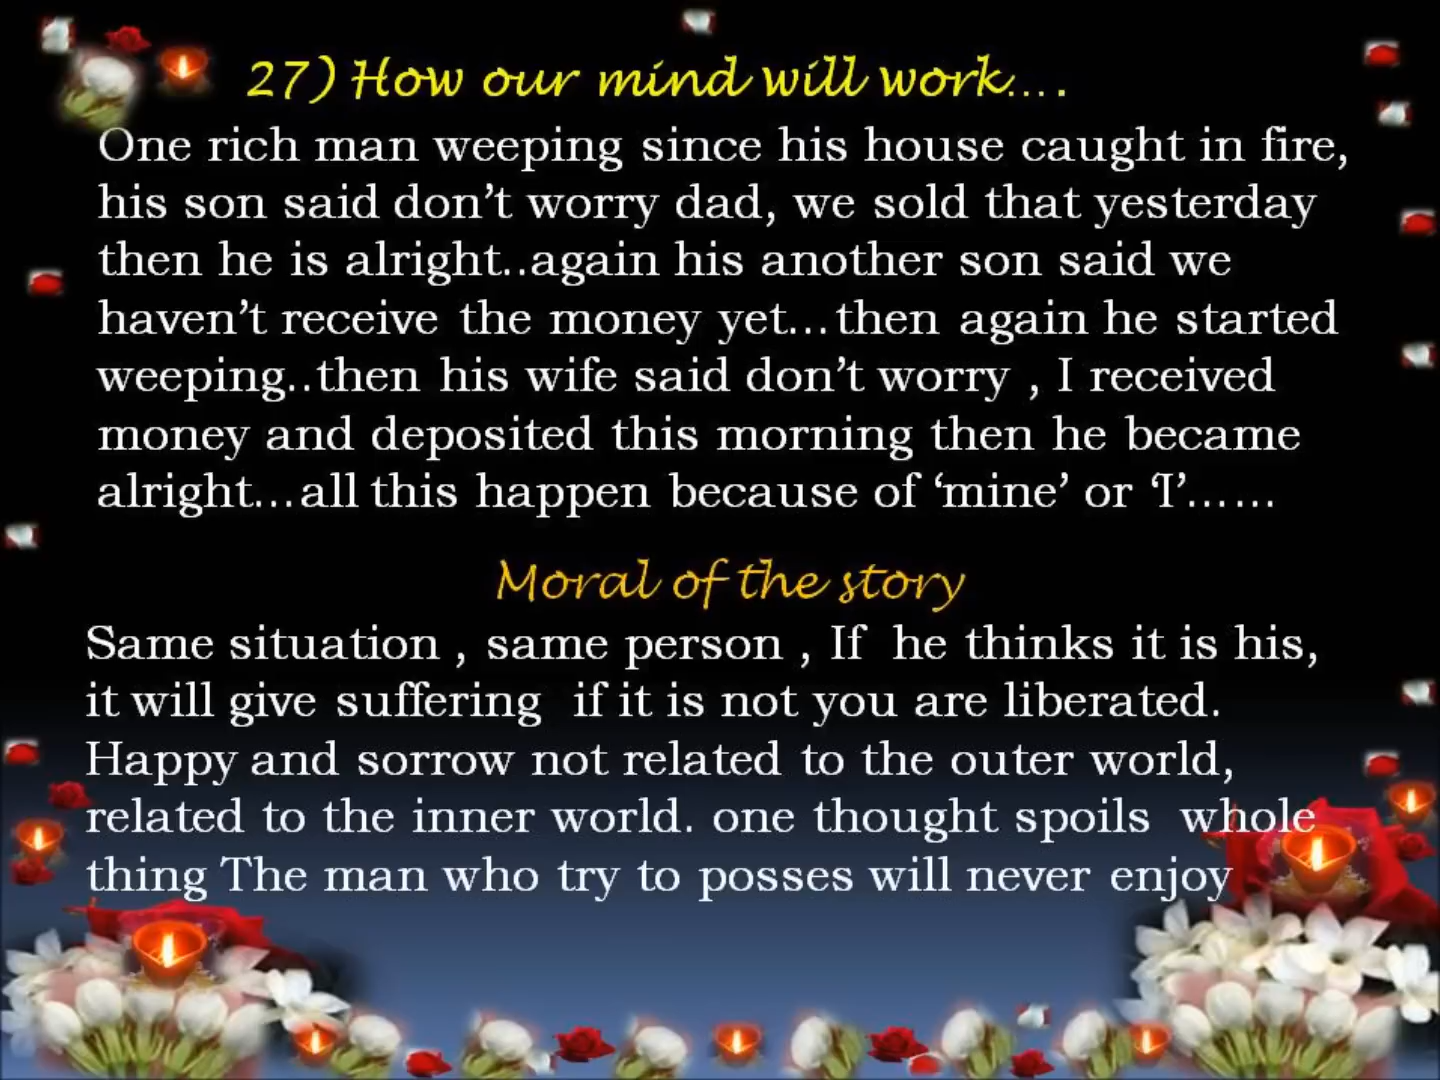 27) How our mind will work....
One rich man weeping since his house caught in fire,
his son said don’t worry dad, we sold that yesterday
then he is alright..again his another son said we
haven’t receive the money yet...then again he started
weeping..then his wife said don’t worry , I received
money and deposited this morning then he became
alright...all this happen because of ‘mine’ or ‘I’......
Moral of the story
Same situation , same person , If he thinks it is his,
it will give suffering if it is not you are liberated.
Happy and sorrow not related to the outer world,
related to the inner world. one thought spoils whole
thing The man who try to posses will never enjoy